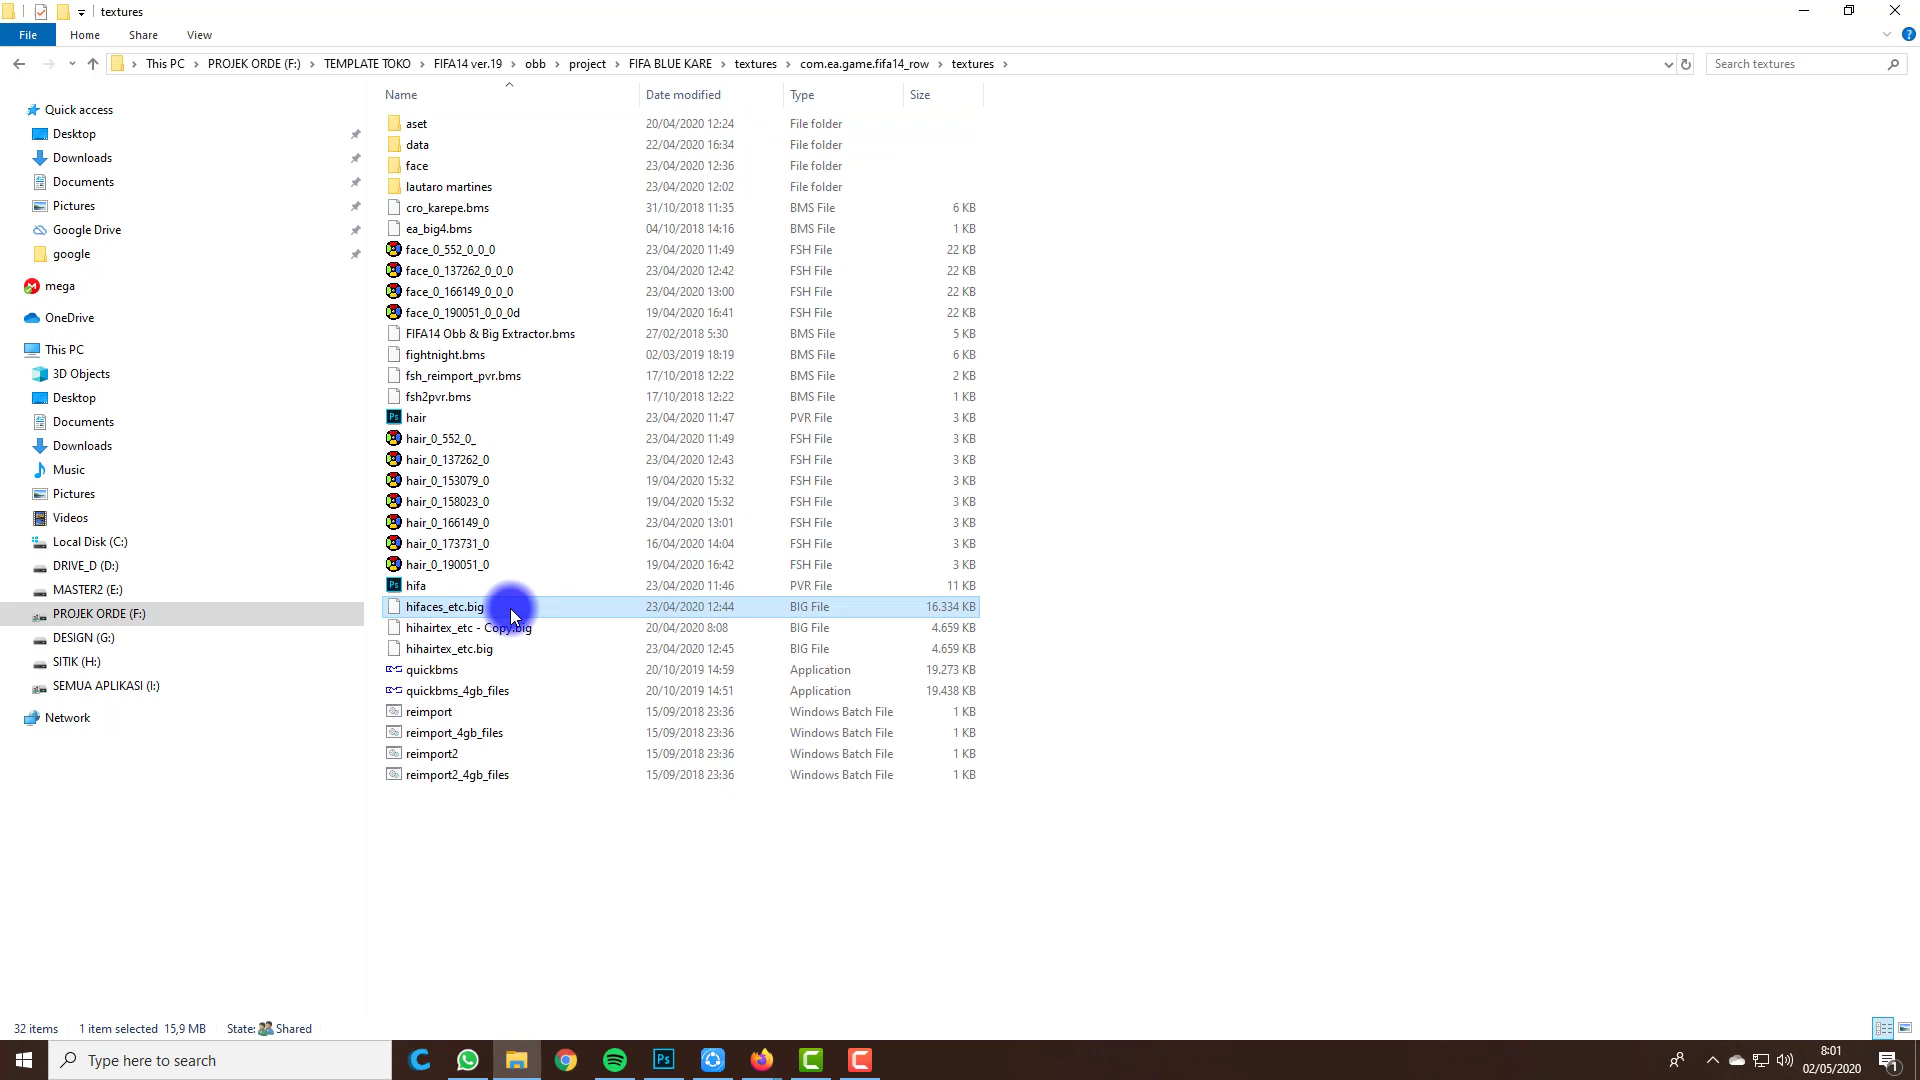 textures
File Home Share View
This PC PROJEK ORDE (F:) TEMPLATE TOKO FIFA14 ver.19 obb project FIFA BLUE KARE textures com.ea.game.fifa14_row textures
Search textures
Name Date modified Type Size
Quick access
Desktop
Downloads
Documents
Pictures
Google Drive
google
mega
OneDrive
This PC
3D Objects
Desktop
Documents
Downloads
Music
Pictures
Videos
Local Disk (C:)
DRIVE_D (D:)
MASTER2 (E:)
PROJEK ORDE (F:)
DESIGN (G:)
SITIK (H:)
SEMUA APLIKASI (I:)
Network
aset 20/04/2020 12:24 File folder
data 22/04/2020 16:34 File folder
face 23/04/2020 12:36 File folder
lautaro martines 23/04/2020 12:02 File folder
cro_karepe.bms 31/10/2018 11:35 BMS File 6 KB
ea_big4.bms 04/10/2018 14:16 BMS File 1 KB
face_0_552_0_0_0 23/04/2020 11:49 FSH File 22 KB
face_0_137262_0_0_0 23/04/2020 12:42 FSH File 22 KB
face_0_166149_0_0_0 23/04/2020 13:00 FSH File 22 KB
face_0_190051_0_0_0d 19/04/2020 16:41 FSH File 22 KB
FIFA14 Obb & Big Extractor.bms 27/02/2018 5:30 BMS File 5 KB
fightnight.bms 02/03/2019 18:19 BMS File 6 KB
fsh_reimport_pvr.bms 17/10/2018 12:22 BMS File 2 KB
fsh2pvr.bms 17/10/2018 12:22 BMS File 1 KB
hair 23/04/2020 11:47 PVR File 3 KB
hair_0_552_0_ 23/04/2020 11:49 FSH File 3 KB
hair_0_137262_0 23/04/2020 12:43 FSH File 3 KB
hair_0_153079_0 19/04/2020 15:32 FSH File 3 KB
hair_0_158023_0 19/04/2020 15:32 FSH File 3 KB
hair_0_166149_0 23/04/2020 13:01 FSH File 3 KB
hair_0_173731_0 16/04/2020 14:04 FSH File 3 KB
hair_0_190051_0 19/04/2020 16:42 FSH File 3 KB
hifa 23/04/2020 11:46 PVR File 11 KB
hifaces_etc.big 23/04/2020 12:44 BIG File 16.334 KB
hihairtex_etc - Copy.big 20/04/2020 8:08 BIG File 4.659 KB
hihairtex_etc.big 23/04/2020 12:45 BIG File 4.659 KB
quickbms 20/10/2019 14:59 Application 19.273 KB
quickbms_4gb_files 20/10/2019 14:51 Application 19.438 KB
reimport 15/09/2018 23:36 Windows Batch File 1 KB
reimport_4gb_files 15/09/2018 23:36 Windows Batch File 1 KB
reimport2 15/09/2018 23:36 Windows Batch File 1 KB
reimport2_4gb_files 15/09/2018 23:36 Windows Batch File 1 KB
32 items 1 item selected 15,9 MB State: Shared
Type here to search
Ps
8:01
02/05/2020
1